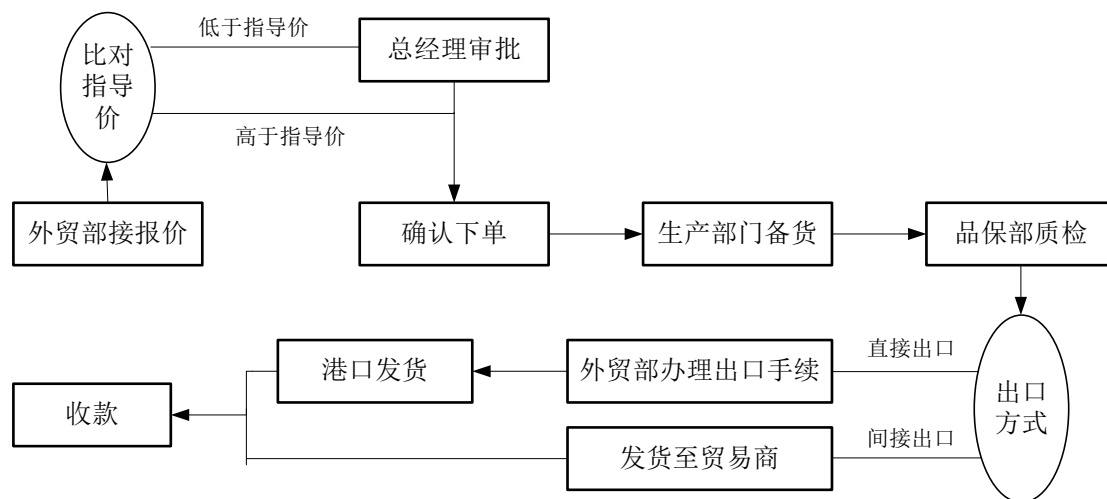 低于指导价
总经理审批
比对
指导
价
高于指导价
外贸部接报价
确认下单
生产部门备货
品保部质检
直接出口
港口发货
外贸部办理出口手续
收款
出口
方式
间接出口
发货至贸易商